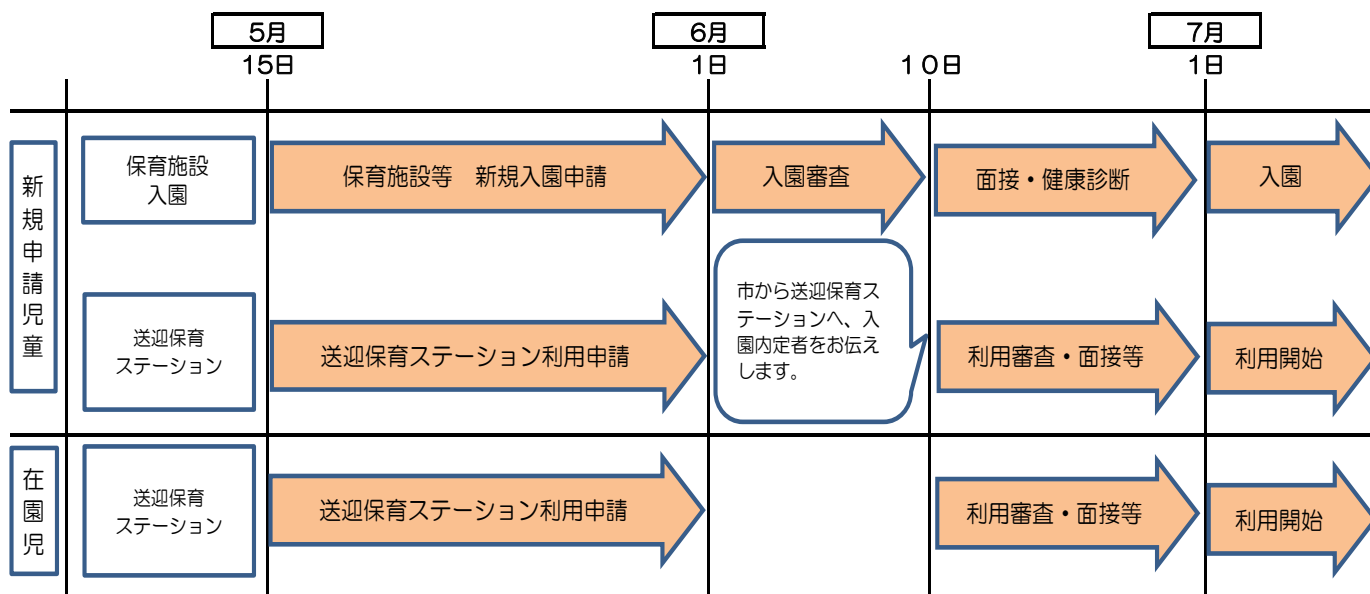 5月
6月
7月
15日
1日
10日
1日
新規申請児童
保育施設
入園
保育施設等　新規入園申請
入園審査
面接・健康診断
入園
市から送迎保育ス
テーションへ、入
園内定者をお伝え
します。
送迎保育
ステーション
送迎保育ステーション利用申請
利用審査・面接等
利用開始
在園児
送迎保育
ステーション
送迎保育ステーション利用申請
利用審査・面接等
利用開始